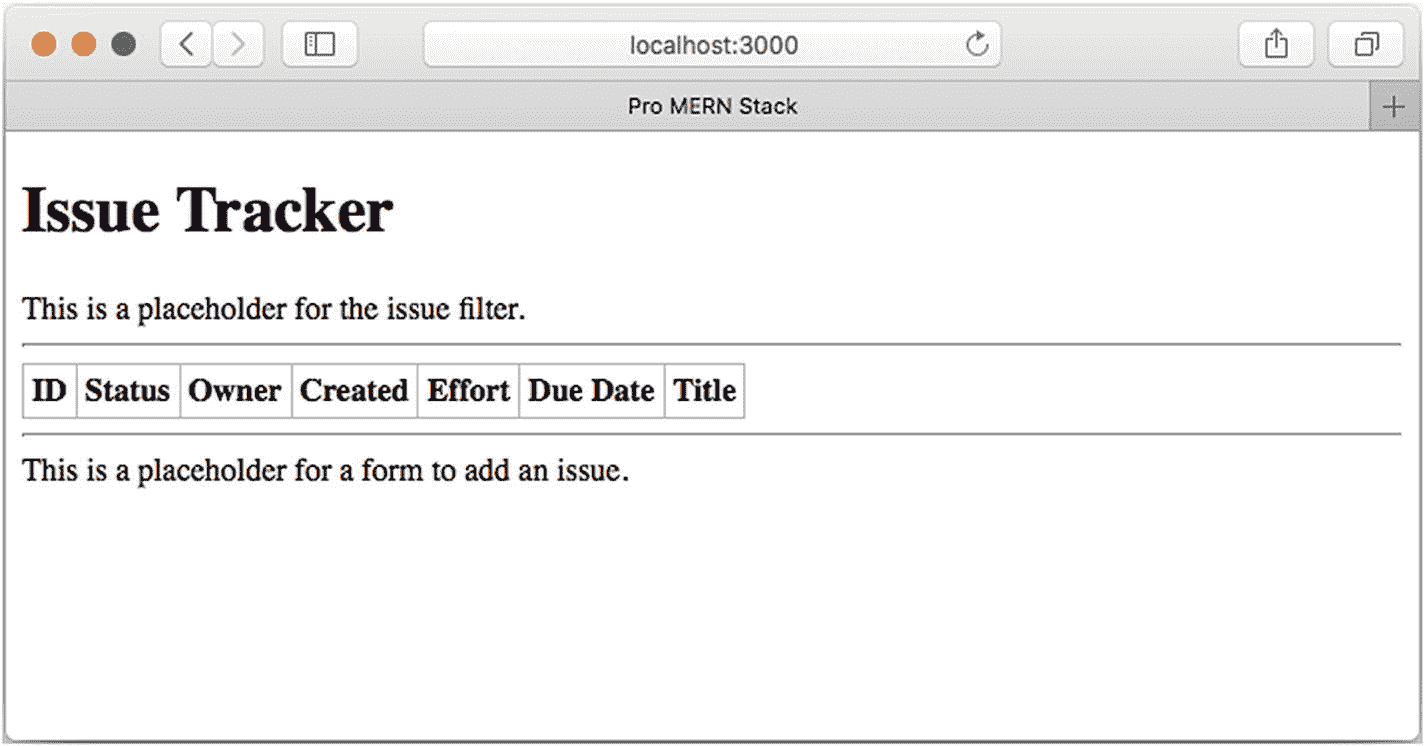 localhost:3000
Pro MERN Stack
Issue Tracker
This is a placeholder for the issue filter.
ID Status Owner Created Effort Due Date Title
This is a placeholder for a form to add an issue.